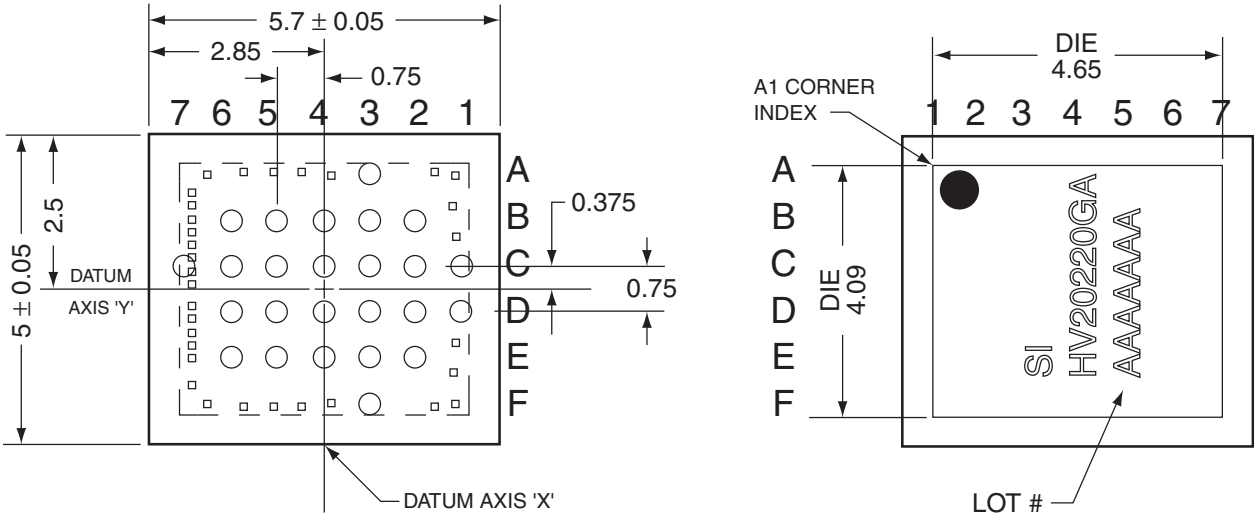 5.7 ± 0.05
2.85
0.75
7 6 5 4 3 2 1
A
B
C
D
E
F
2.5
5 ± 0.05
DATUM
AXIS 'Y'
0.375
0.75
DATUM AXIS 'X'
DIE
4.65
A1 CORNER
INDEX
1 2 3 4 5 6 7
A
B
C
D
E
F
DIE
4.09
SI
HV20220GA
AAAAAAA
LOT #